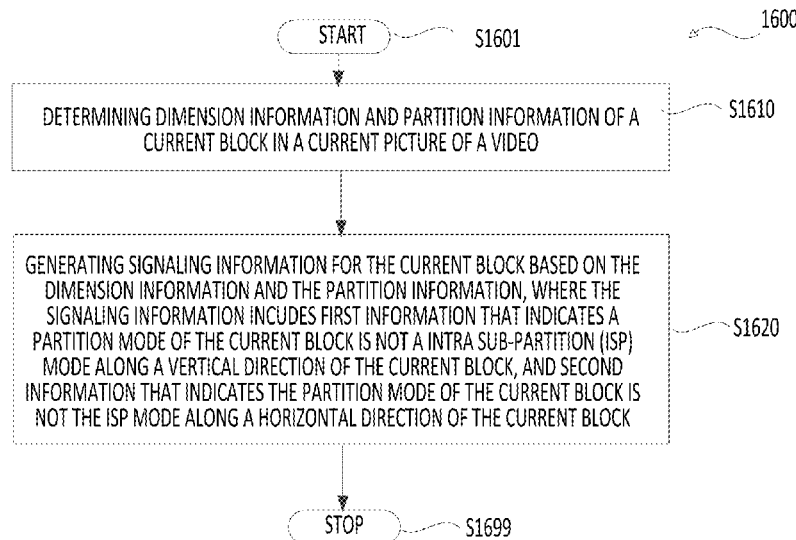 1600
START
S1601
DETERMINING DIMENSION INFORMATION AND PARTITION INFORMATION OF A
CURRENT BLOCK IN A CURRENT PICTURE OF A VIDEO
S1610
GENERATING SIGNALING INFORMATION FOR THE CURRENT BLOCK BASED ON THE
DIMENSION INFORMATION AND THE PARTITION INFORMATION, WHERE THE
SIGNALING INFORMATION INCUDES FIRST INFORMATION THAT INDICATES A
PARTITION MODE OF THE CURRENT BLOCK IS NOT A INTRA SUB-PARTITION (ISP)
MODE ALONG A VERTICAL DIRECTION OF THE CURRENT BLOCK, AND SECOND
INFORMATION THAT INDICATES THE PARTITION MODE OF THE CURRENT BLOCK IS
NOT THE ISP MODE ALONG A HORIZONTAL DIRECTION OF THE CURRENT BLOCK
S1620
STOP
S1699